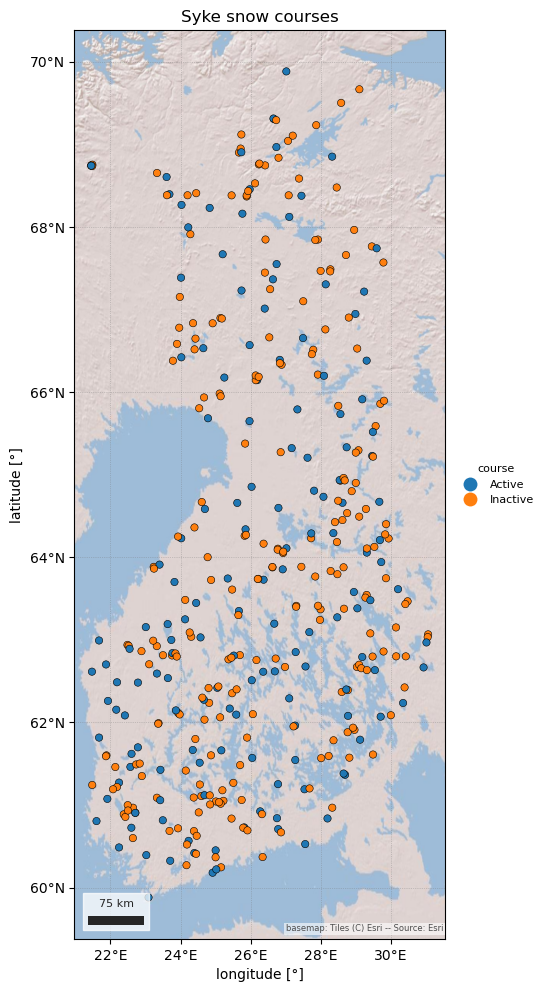 Syke snow courses
70°N
68°N
66°N
64°N
62°N
60°N
latitude [°]
course
Active
Inactive
75 km
basemap: Tiles (C) Esri -- Source: Esri
22°E 24°E 26°E 28°E 30°E
longitude [°]